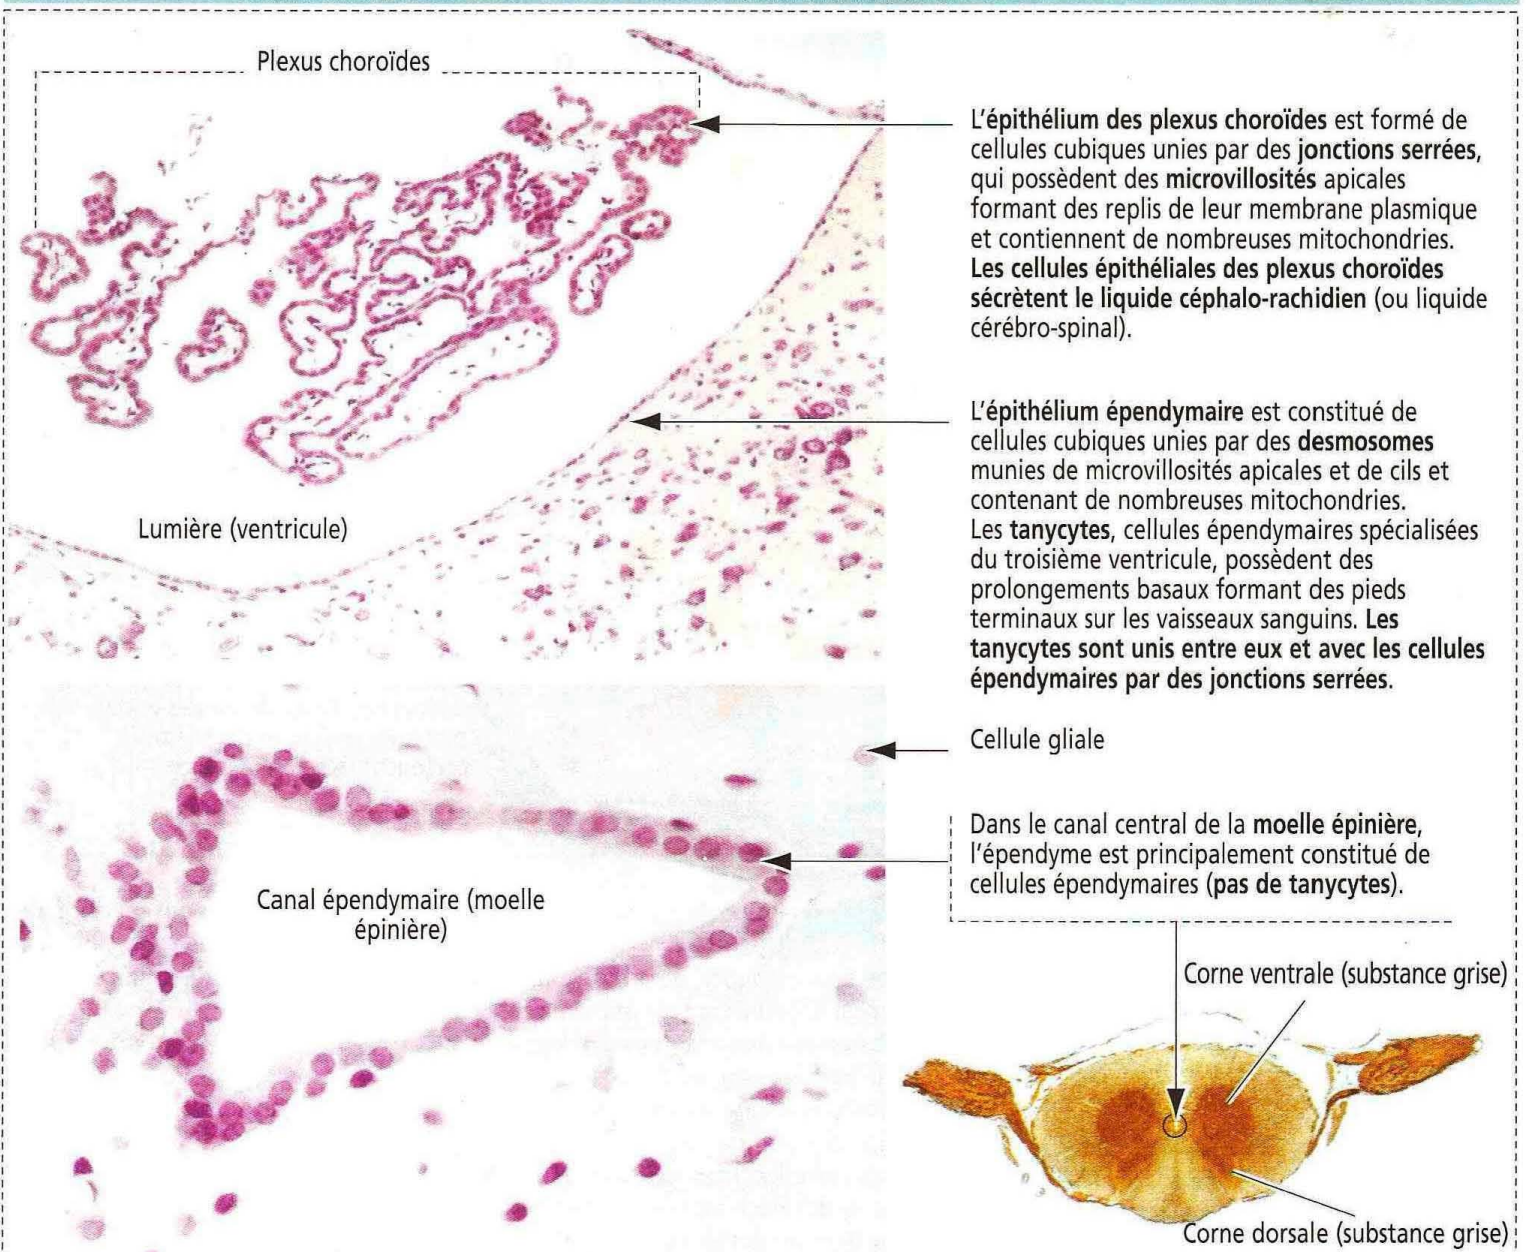 Plexus choroïdes
L'épithélium des plexus choroïdes est formé de
cellules cubiques unies par des jonctions serrées,
qui possèdent des microvillosités apicales
formant des replis de leur membrane plasmique
et contiennent de nombreuses mitochondries.
Les cellules épithéliales des plexus choroïdes
sécrètent le liquide céphalo-rachidien (ou liquide
cérébro-spinal).
L'épithélium épendymaire est constitué de
cellules cubiques unies par des desmosomes
munies de microvillosités apicales et de cils et
contenant de nombreuses mitochondries.
Les tanycytes, cellules épendymaires spécialisées
du troisième ventricule, possèdent des
prolongements basaux formant des pieds
terminaux sur les vaisseaux sanguins. Les
tanycytes sont unis entre eux et avec les cellules
épendymaires par des jonctions serrées.
Lumière (ventricule)
Cellule gliale
Dans le canal central de la moelle épinière,
l'épendyme est principalement constitué de
cellules épendymaires (pas de tanycytes).
Canal épendymaire (moelle
épinière)
Corne ventrale (substance grise)
Corne dorsale (substance grise)